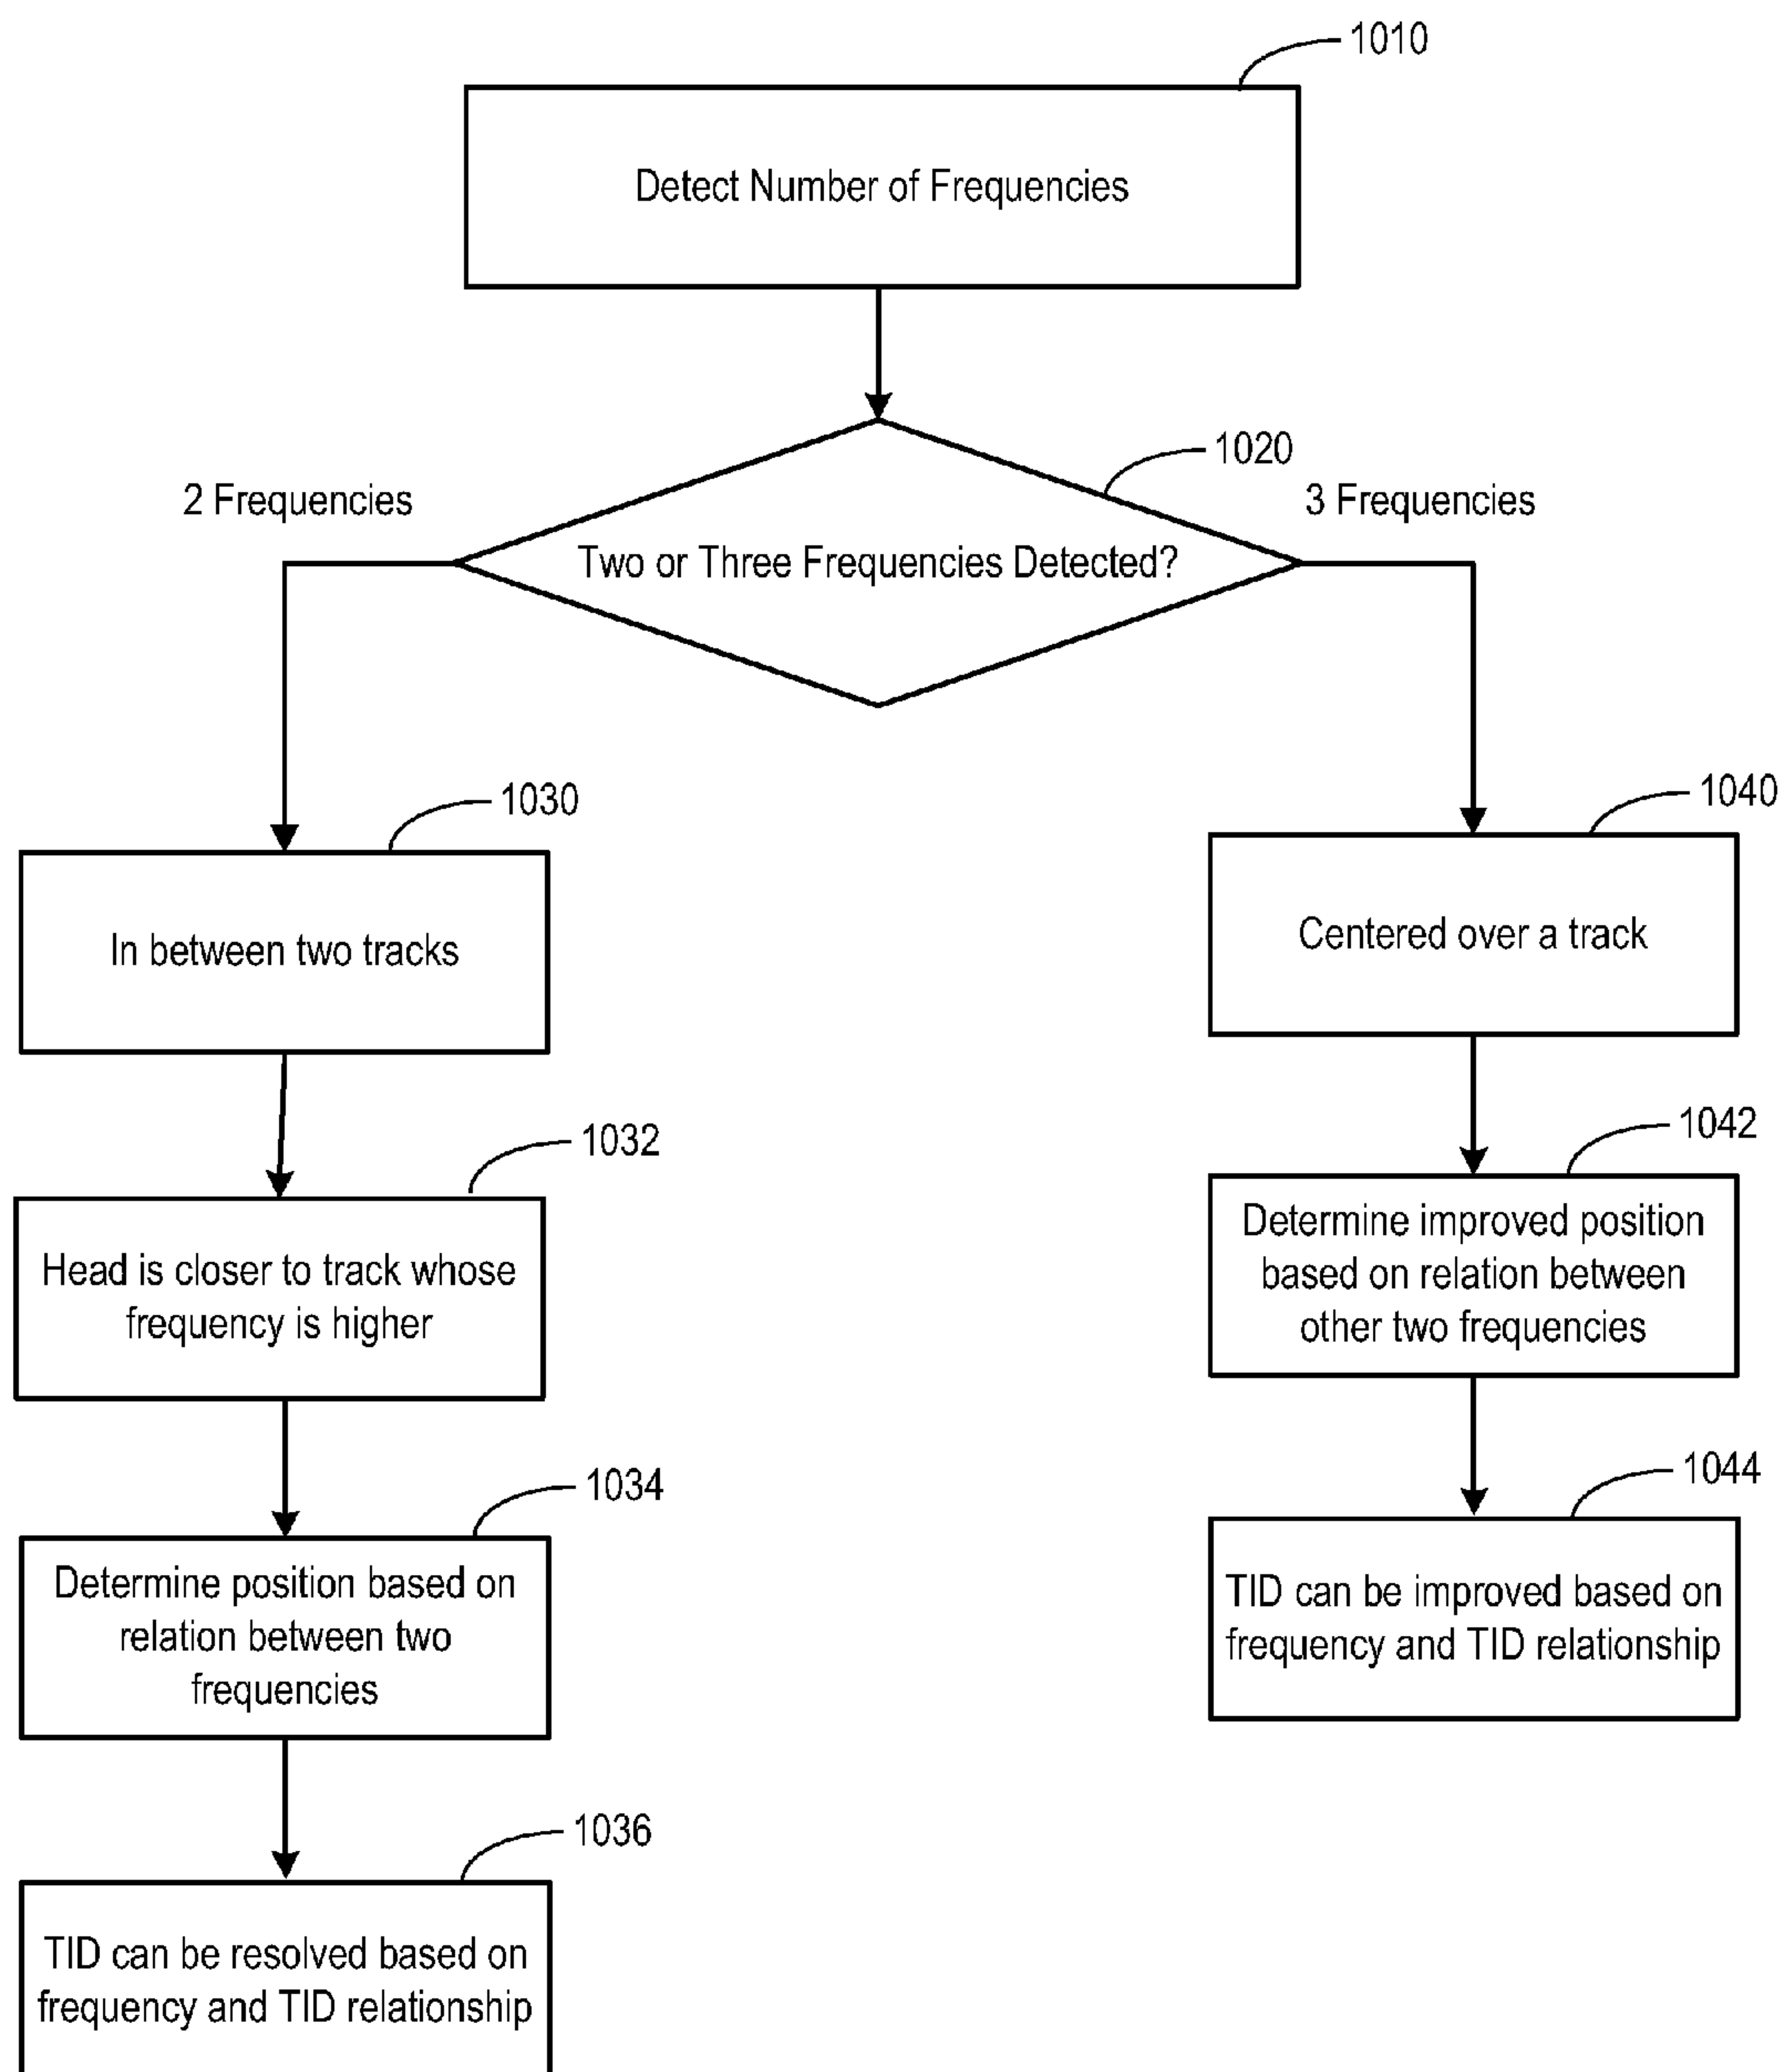 1010
Detect Number of Frequencies
1020
2 Frequencies
3 Frequencies
Two or Three Frequencies Detected?
1030
In between two tracks
1040
Centered over a track
1032
Head is closer to track whose
frequency is higher
1042
Determine improved position
based on relation between
other two frequencies
1034
Determine position based on
relation between two
frequencies
1044
TID can be improved based on
frequency and TID relationship
1036
TID can be resolved based on
frequency and TID relationship